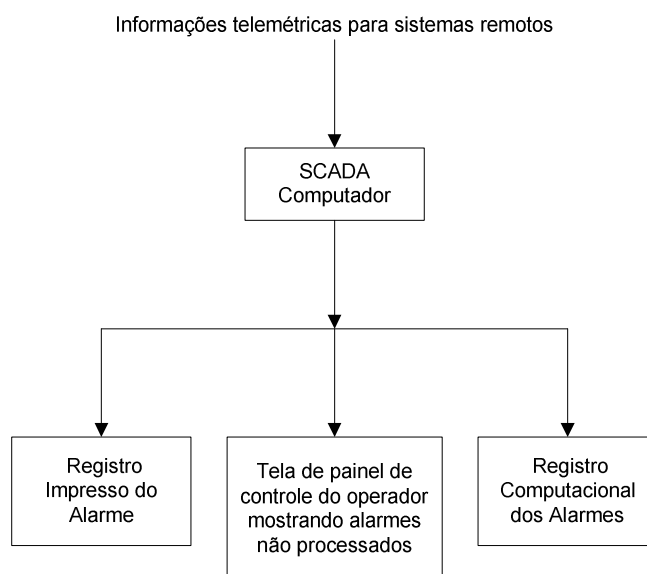 Informações telemétricas para sistemas remotos
SCADA
Computador
Registro
Impresso do
Alarme
Tela de painel de
controle do operador
mostrando alarmes
não processados
Registro
Computacional
dos Alarmes